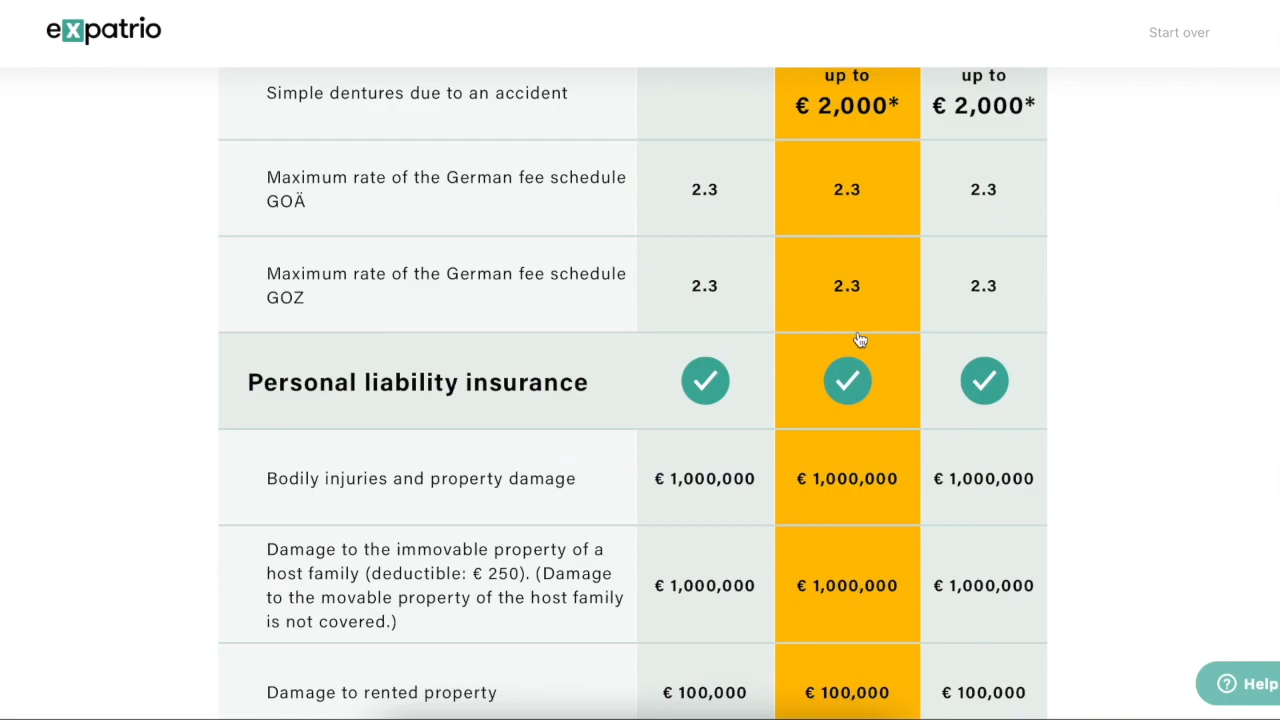 expatrio
Start over
Simple dentures due to an accident
up to
€ 2,000*
up to
€ 2,000*
Maximum rate of the German fee schedule
GOÄ
2.3
2.3
2.3
Maximum rate of the German fee schedule
GOZ
2.3
2.3
2.3
Personal liability insurance
Bodily injuries and property damage
€ 1,000,000
€ 1,000,000
€ 1,000,000
Damage to the immovable property of a
host family (deductible: € 250). (Damage
to the movable property of the host family
is not covered.)
€ 1,000,000
€ 1,000,000
€ 1,000,000
Damage to rented property
€ 100,000
€ 100,000
€ 100,000
? Help